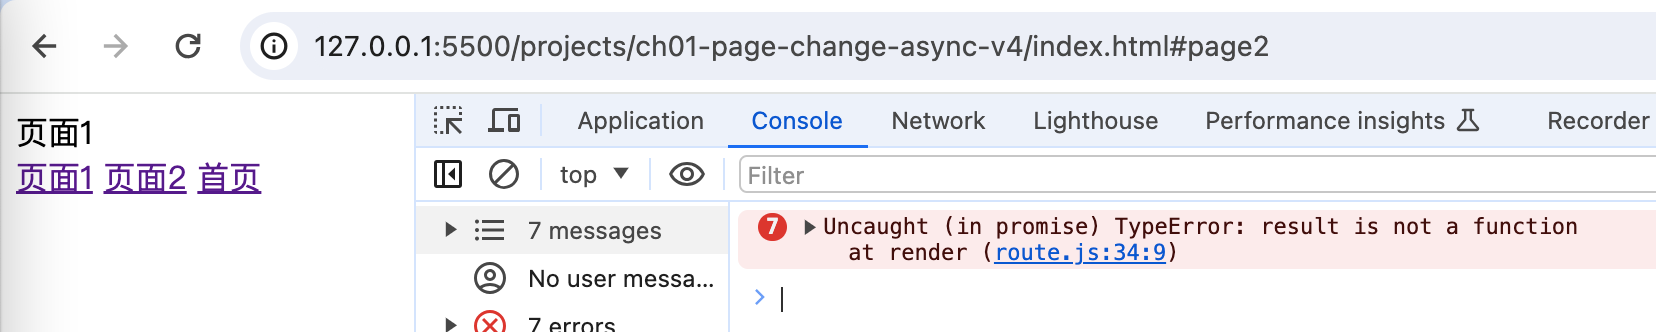 127.0.0.1:5500/projects/ch01-page-change-async-v4/index.html#page2
页面1
页面1 页面2 首页
Application Console Network Lighthouse Performance insights Recorder
top Filter
7 messages
No user messa...
7 errors
7 Uncaught (in promise) TypeError: result is not a function
at render (route.js:34:9)